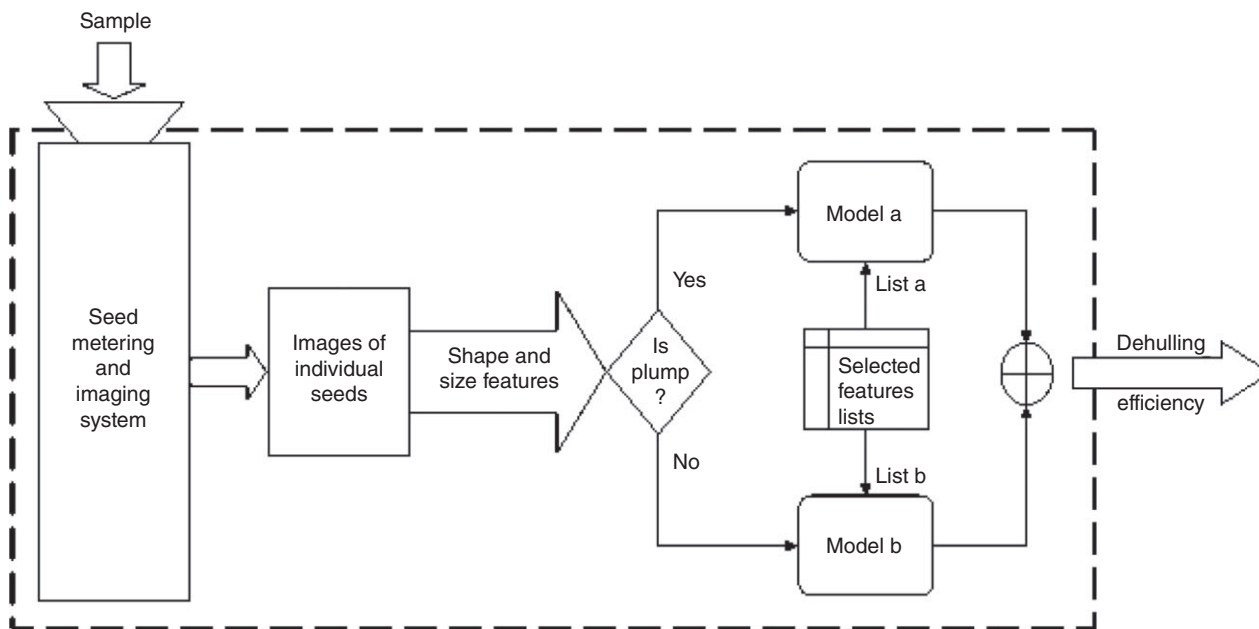 Sample
Seed
metering
and
imaging
system
Images of
individual
seeds
Shape and
size features
Is
plump
?
Yes
No
Model a
List a
Selected
features
lists
List b
Model b
Dehulling
efficiency